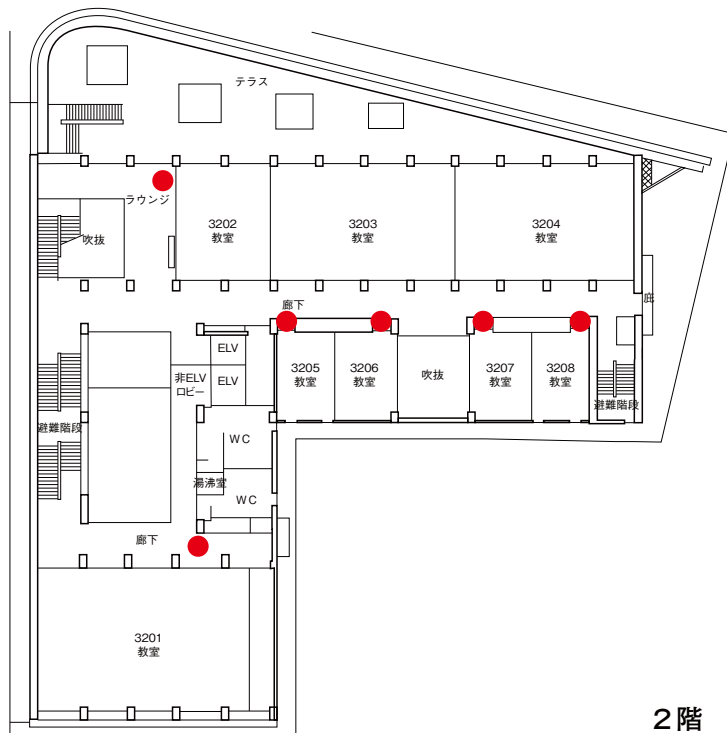 テラス
ラウンジ
吹抜
3202
教室
3203
教室
3204
教室
廊下
庇
ELV
ELV
非ELV
ロビー
3205
教室
3206
教室
吹抜
3207
教室
3208
教室
避難階段
避難階段
WC
湯沸室
WC
廊下
3201
教室
2階